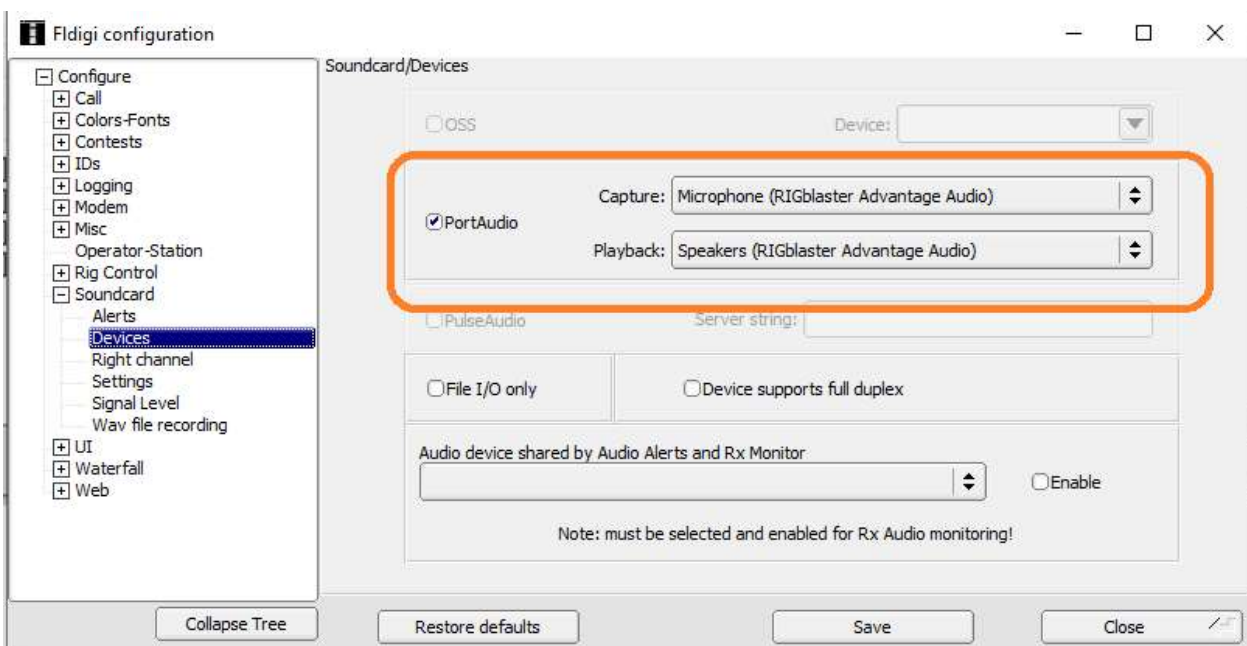 Fldigi configuration
Configure
Call
Colors-Fonts
Contests
IDs
Logging
Modem
Misc
Operator-Station
Rig Control
Soundcard
Alerts
Devices
Right channel
Settings
Signal Level
Wav file recording
UI
Waterfall
Web
Collapse Tree
Soundcard/Devices
OSS Device:
Capture: Microphone (RIGblaster Advantage Audio)
PortAudio
Playback: Speakers (RIGblaster Advantage Audio)
PulseAudio Server string:
File I/O only Device supports full duplex
Audio device shared by Audio Alerts and Rx Monitor
Enable
Note: must be selected and enabled for Rx Audio monitoring!
Restore defaults Save Close